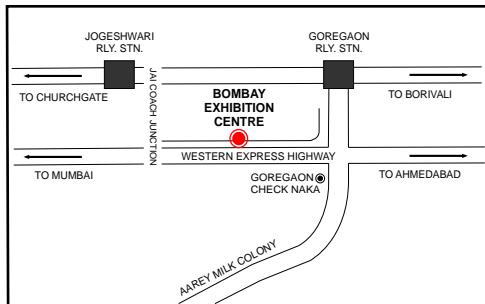 JOGESHWARI
RLY. STN.
GOREGAON
RLY. STN.
TO CHURCHGATE
JAI COACH JUNCTION
BOMBAY
EXHIBITION
CENTRE
TO BORIVALI
WESTERN EXPRESS HIGHWAY
TO MUMBAI
GOREGAON
CHECK NAKA
TO AHMEDABAD
AAREY MILK COLONY